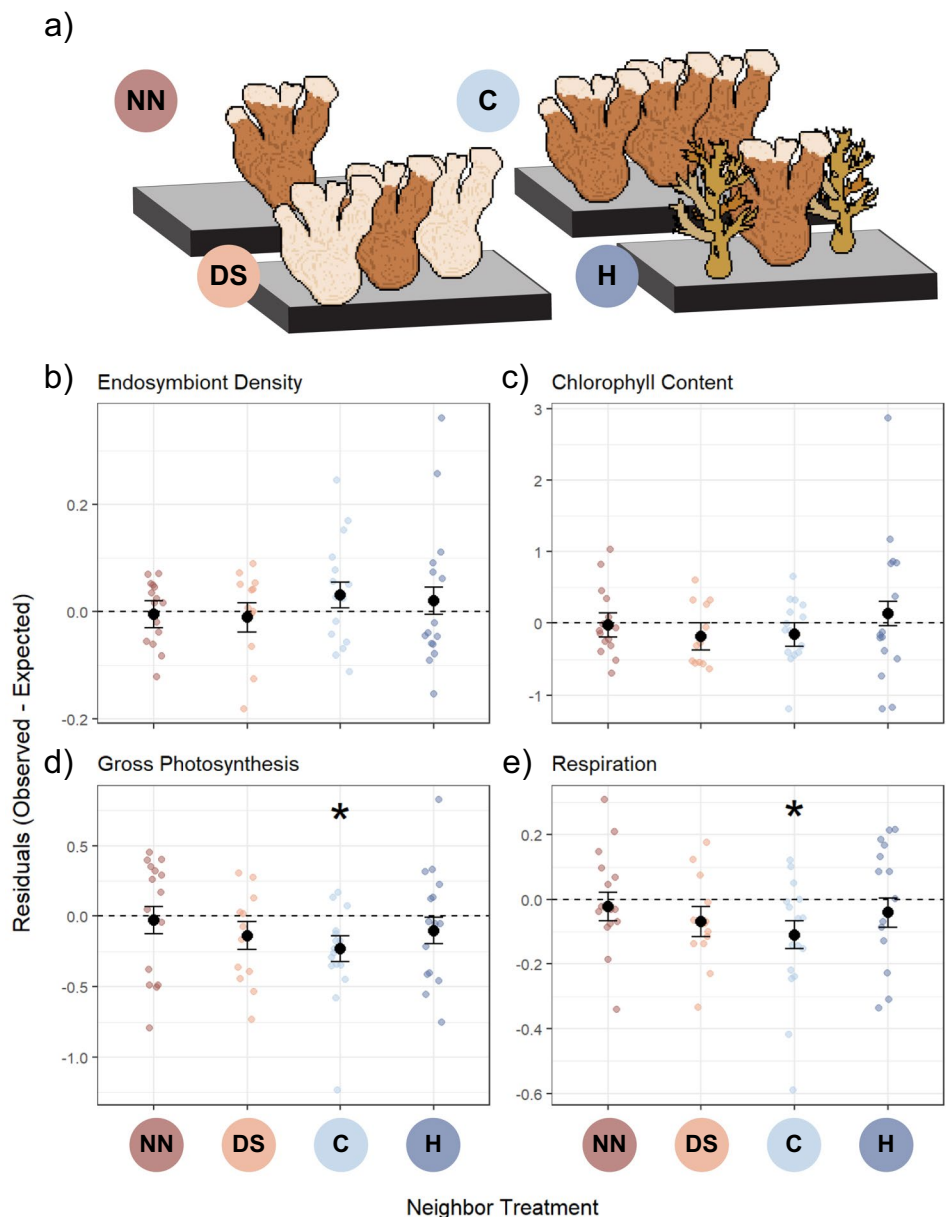 a)
NN
C
DS
H
b) Endosymbiont Density
c) Chlorophyll Content
0.2
0.0
-0.2
3
2
1
0
-1
d) Gross Photosynthesis
e) Respiration
*
*
0.5
0.0
-0.5
-1.0
0.2
0.0
-0.2
-0.4
-0.6
Residuals (Observed - Expected)
NN DS C H
NN DS C H
Neighbor Treatment